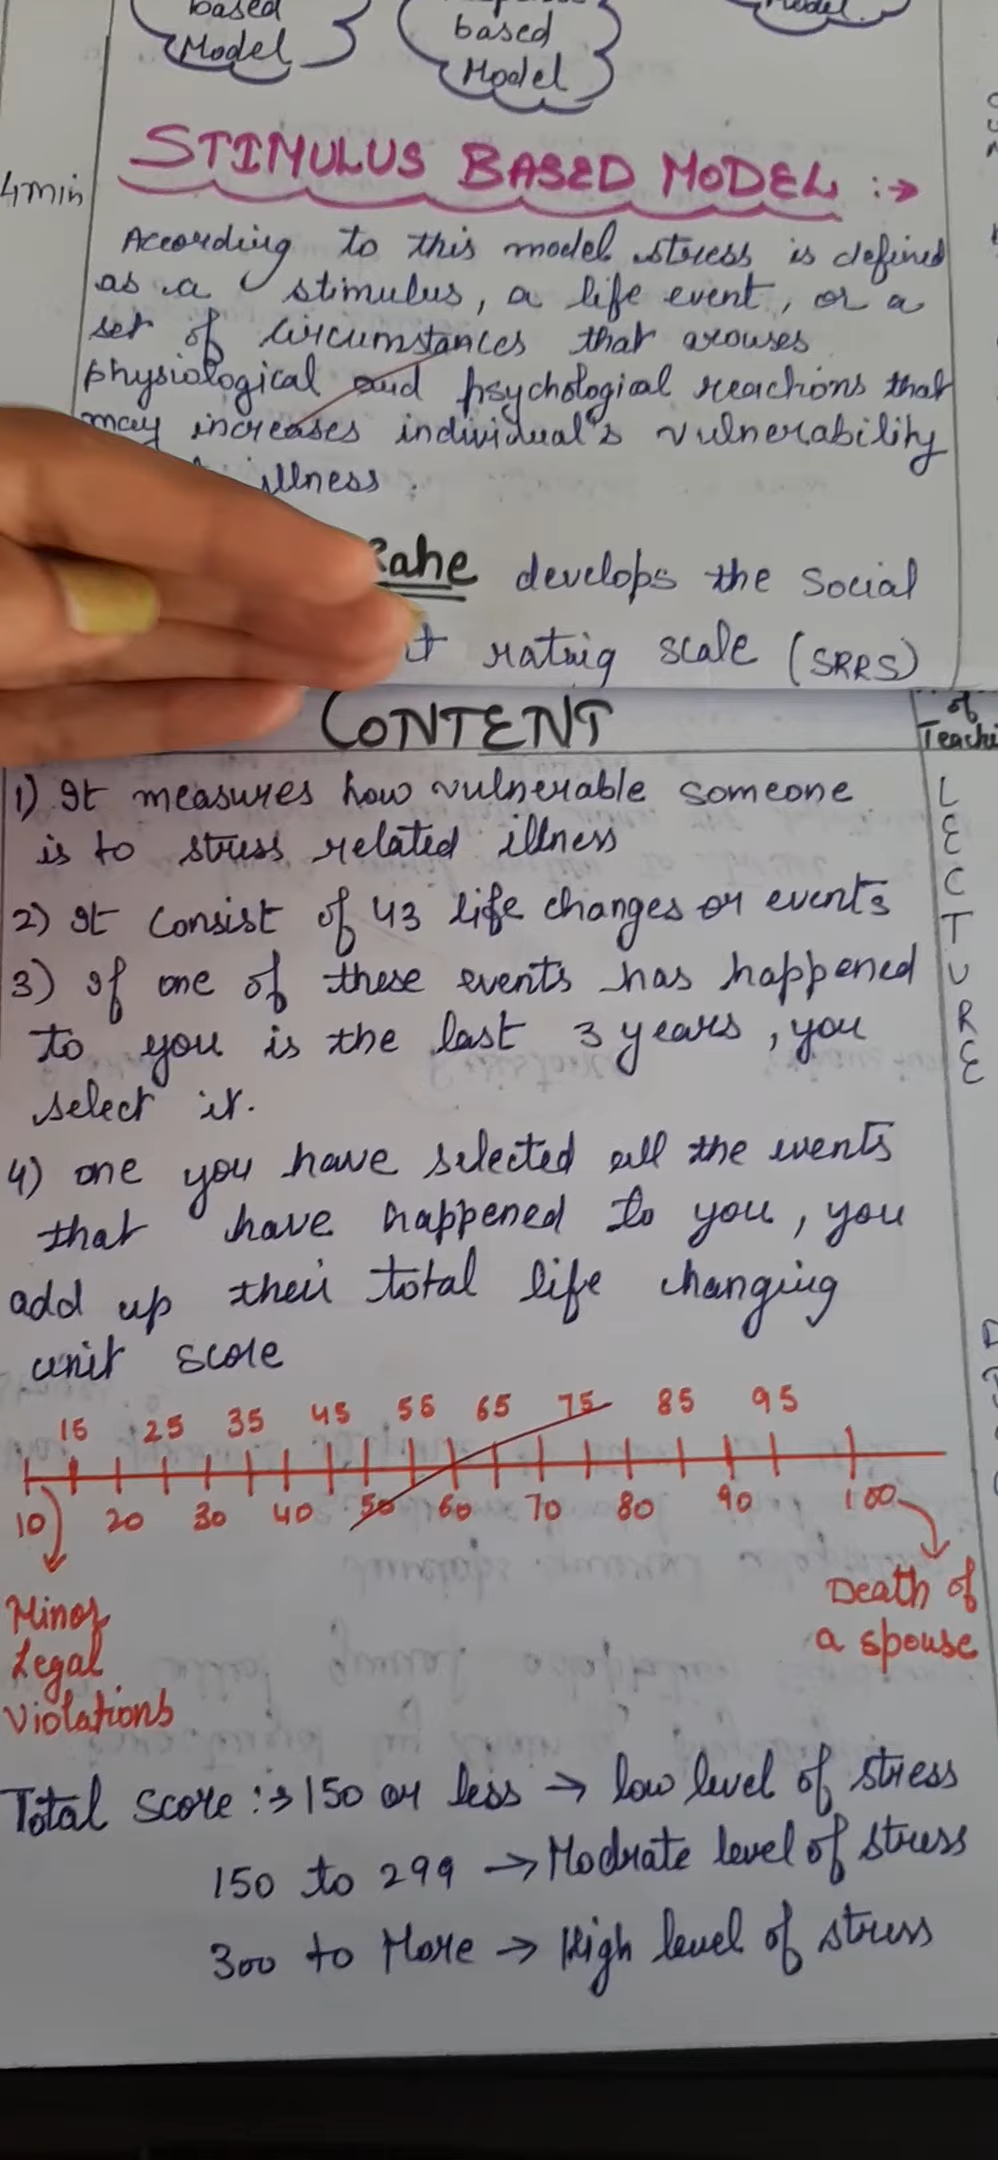 based
Model
based
Model
Model
STIMULUS BASED MODEL :→
4min
According to this model stress is defined
as a stimulus, a life event, or a
set of circumstances that arouses
physiological and psychological reactions that
may increases individual's vulnerability
illness.
Rahe develops the Social
rating scale (SRRS)
CONTENT
of
Teachi
LECTURE
1) It measures how vulnerable someone
is to stress related illness
2) It Consist of 43 life changes or events
3) If one of these events has happened
to you is the last 3 years, you
select it.
4) one you have selected all the events
that have happened to you, you
add up their total life changing
unit score
15 25 35 45 55 65 75 85 95
10 20 30 40 50 60 70 80 90 100
Minor
Legal
Violations
Death of
a spouse
Total Score :→ 150 or less → low level of stress
150 to 299 → Modrate level of stress
300 to More → High level of stress